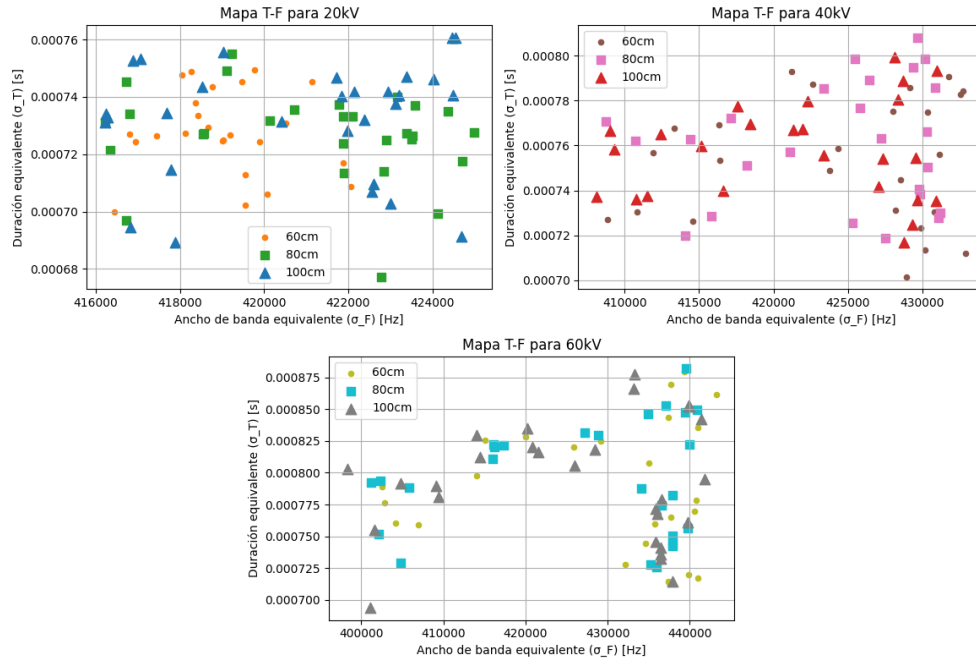 Mapa T-F para 20kV
Duración equivalente (σ_T) [s]
0.00076
0.00074
0.00072
0.00070
0.00068
60cm
80cm
100cm
416000 418000 420000 422000 424000
Ancho de banda equivalente (σ_F) [Hz]
Mapa T-F para 40kV
Duración equivalente (σ_T) [s]
0.00080
0.00078
0.00076
0.00074
0.00072
0.00070
60cm
80cm
100cm
410000 415000 420000 425000 430000
Ancho de banda equivalente (σ_F) [Hz]
Mapa T-F para 60kV
Duración equivalente (σ_T) [s]
0.000875
0.000850
0.000825
0.000800
0.000775
0.000750
0.000725
0.000700
60cm
80cm
100cm
400000 410000 420000 430000 440000
Ancho de banda equivalente (σ_F) [Hz]